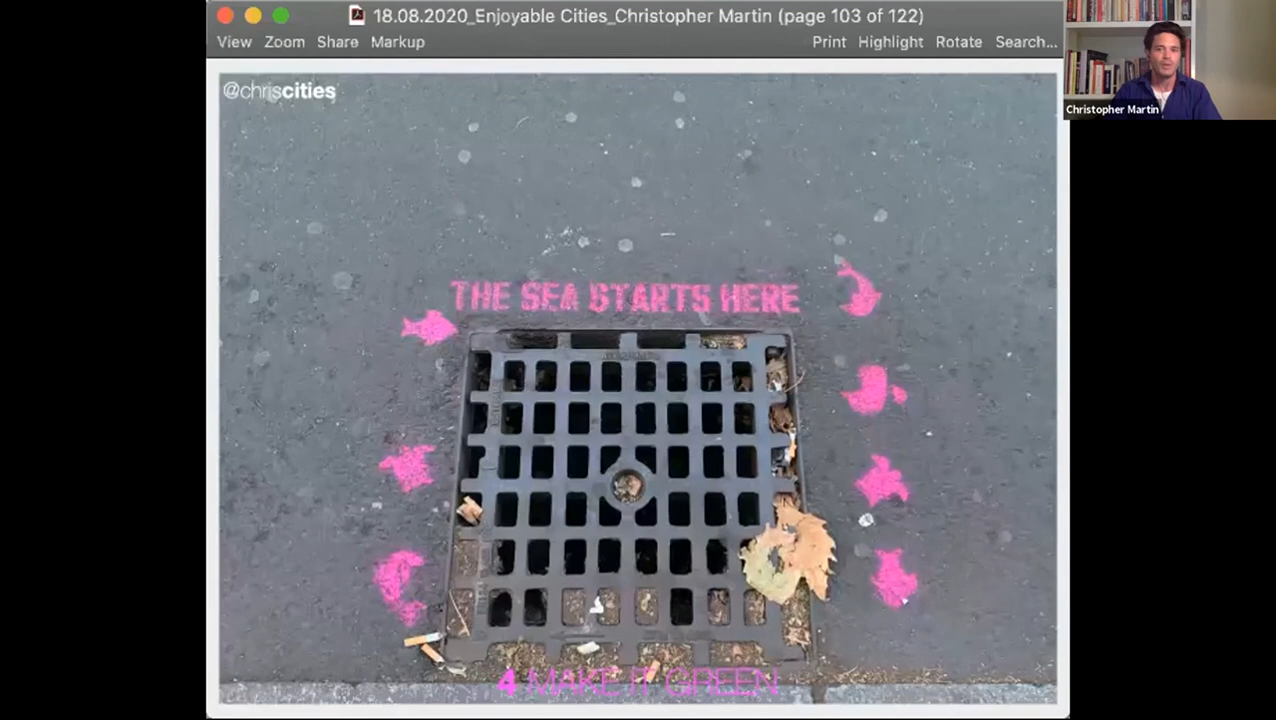 18.08.2020_Enjoyable Cities_Christopher Martin (page 103 of 122)
View Zoom Share Markup
Print Highlight Rotate Search...
@chriscities
Christopher Martin
THE SEA STARTS HERE
4 MAKE IT GREEN